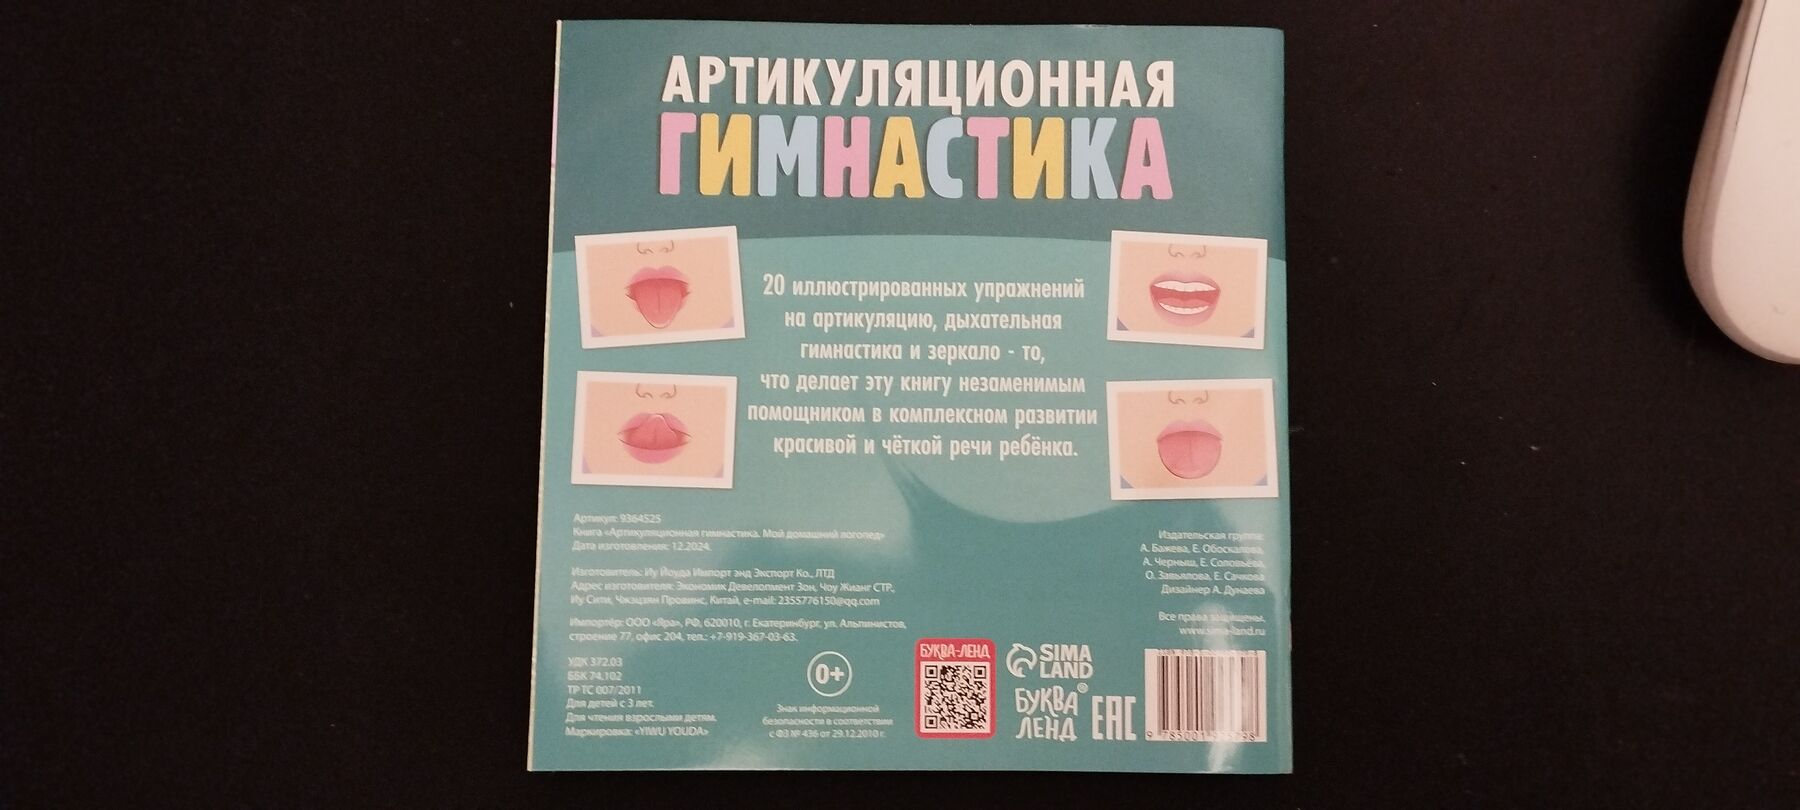 АРТИКУЛЯЦИОННАЯ
ГИМНАСТИКА
20 иллюстрированных упражнений
на артикуляцию, дыхательная
гимнастика и зеркало - то,
что делает эту книгу незаменимым
помощником в комплексном развитии
красивой и чёткой речи ребёнка.
Артикул: 9364525
Книга «Артикуляционная гимнастика. Мой домашний логопед»
Дата изготовления: 12.2024.
Изготовитель: Иу Йоуда Импорт энд Экспорт Ко., ЛТД
Адрес изготовителя: Экономик Девелопмент Зон, Чоу Жианг СТР.,
Иу Сити, Чжэцзян Провинс, Китай, e-mail: 2355776150@qq.com
Импортёр: ООО «Яра», РФ, 620010, г. Екатеринбург, ул. Альпинистов,
строение 77, офис 204, тел.: +7-919-367-03-63.
УДК 372.03
ББК 74.102
ТР ТС 007/2011
Для детей с 3 лет.
Для чтения взрослыми детям.
Маркировка: «YIWU YOUDA»
0+
Знак информационной
безопасности в соответствии
с ФЗ № 436 от 29.12.2010 г.
БУКВА-ЛЕНД
SIMA
LAND
БУКВА®
ЛЕНД
EAC
Издательская группа:
А. Бажева, Е. Обоскалова,
А. Черныш, Е. Соловьёва,
О. Завьялова, Е. Сачкова
Дизайнер А. Дунаева
Все права защищены.
www.sima-land.ru